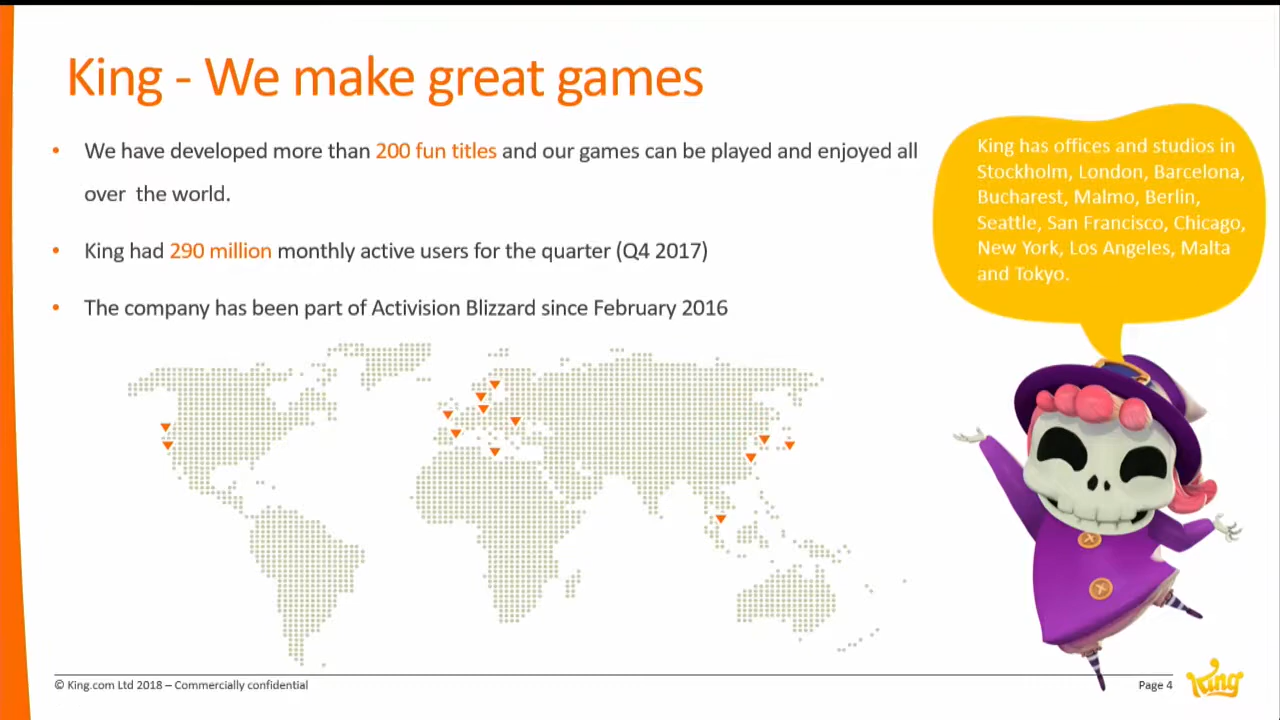 King - We make great games
• We have developed more than 200 fun titles and our games can be played and enjoyed all
over the world.
• King had 290 million monthly active users for the quarter (Q4 2017)
• The company has been part of Activision Blizzard since February 2016
King has offices and studios in
Stockholm, London, Barcelona,
Bucharest, Malmo, Berlin,
Seattle, San Francisco, Chicago,
New York, Los Angeles, Malta
and Tokyo.
© King.com Ltd 2018 – Commercially confidential
Page 4
King